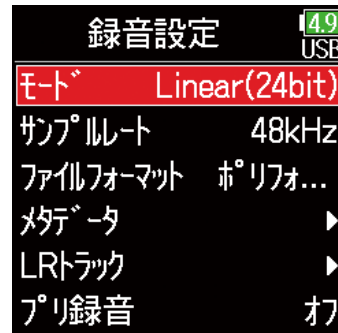 録音設定 4.9
USB
モード Linear(24bit)
サンプルレート 48kHz
ファイルフォーマット ポリフォ...
メタデータ
LRトラック
プリ録音 オフ